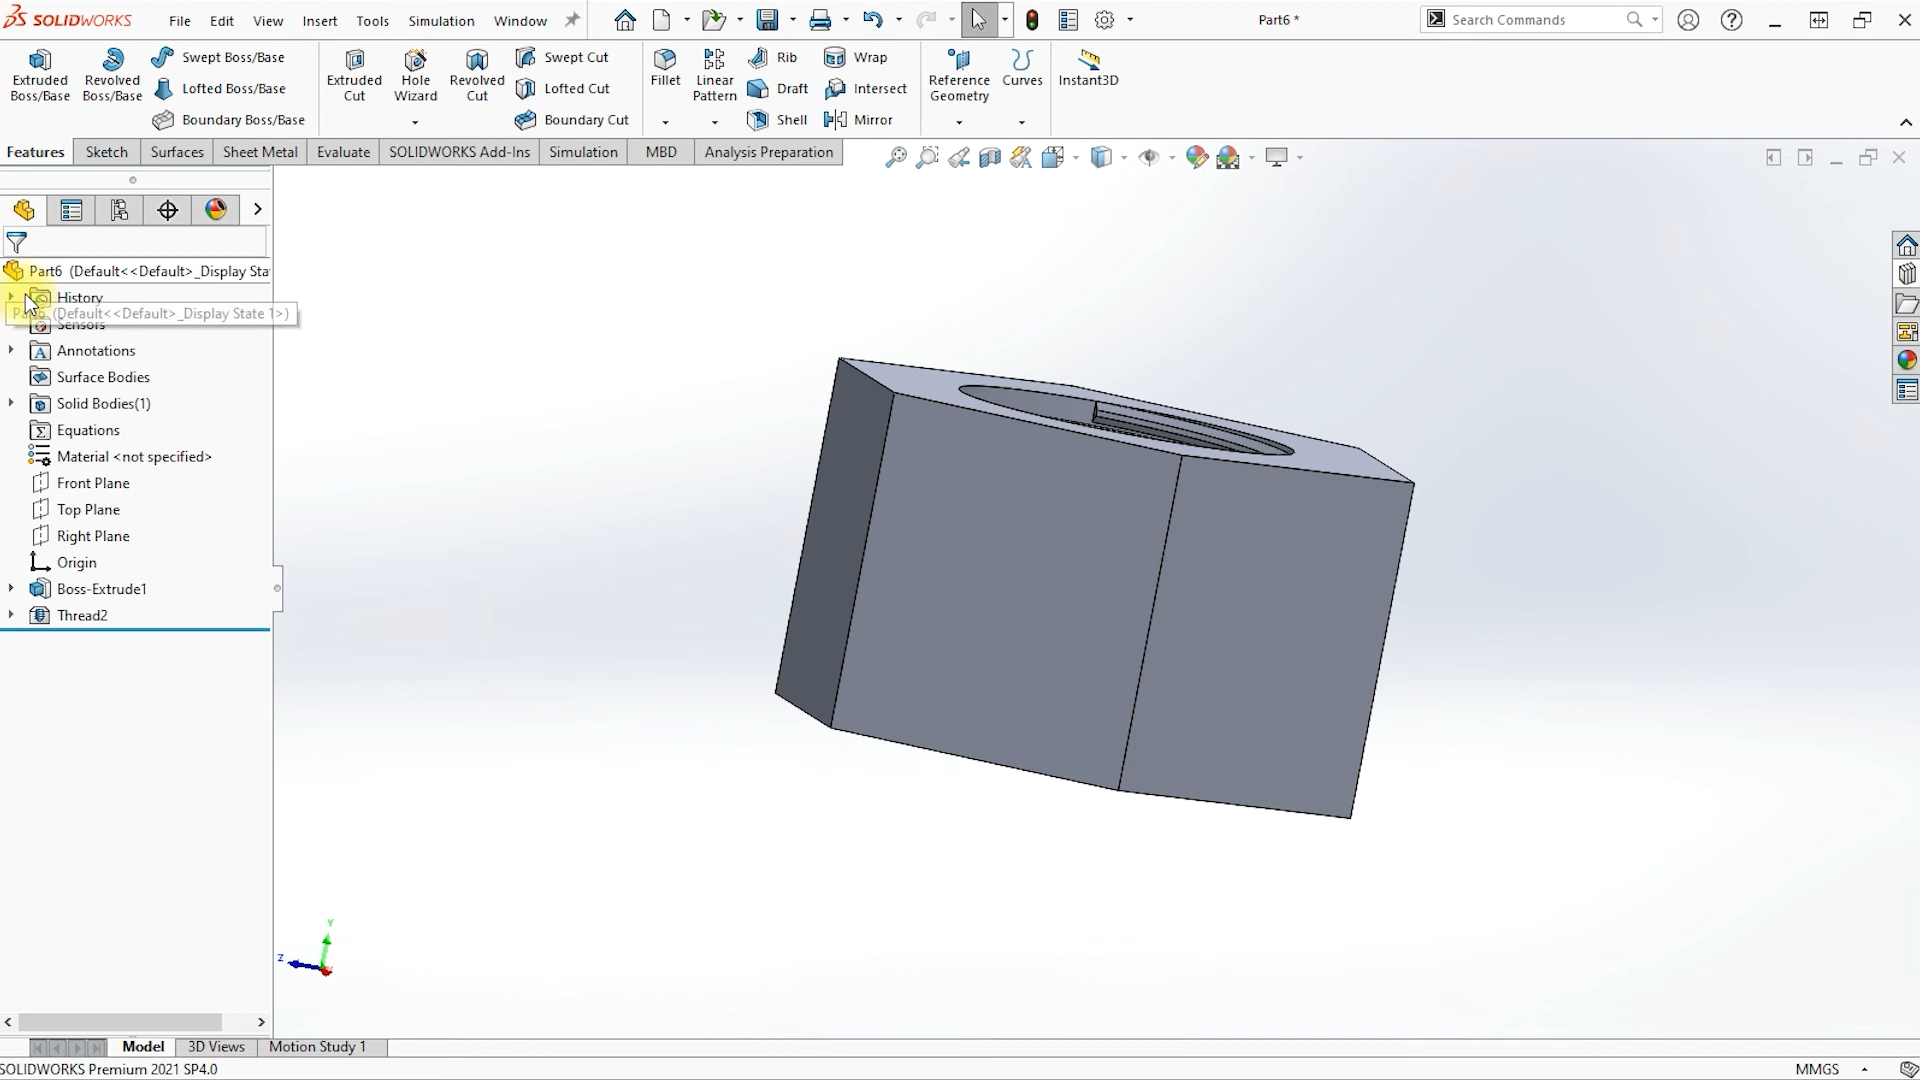 SOLIDWORKS File Edit View Insert Tools Simulation Window Part6 * Search Commands
Extruded Boss/Base
Revolved Boss/Base
Swept Boss/Base
Lofted Boss/Base
Boundary Boss/Base
Extruded Cut
Hole Wizard
Revolved Cut
Swept Cut
Lofted Cut
Boundary Cut
Fillet
Linear Pattern
Rib
Draft
Shell
Wrap
Intersect
Mirror
Reference Geometry
Curves
Instant3D
Features Sketch Surfaces Sheet Metal Evaluate SOLIDWORKS Add-Ins Simulation MBD Analysis Preparation
Part6 (Default<<Default>_Display Sta
History
(Default<<Default>_Display State 1>)
Sensors
Annotations
Surface Bodies
Solid Bodies(1)
Equations
Material <not specified>
Front Plane
Top Plane
Right Plane
Origin
Boss-Extrude1
Thread2
Y
Z
Model 3D Views Motion Study 1
SOLIDWORKS Premium 2021 SP4.0 MMGS